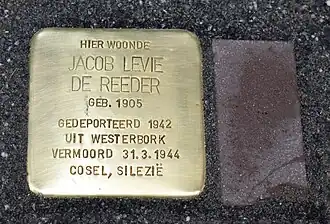 HIER WOONDE
JACOB LEVIE
DE REEDER
GEB. 1905
GEDEPORTEERD 1942
UIT WESTERBORK
VERMOORD 31.3.1944
COSEL, SILEZIË